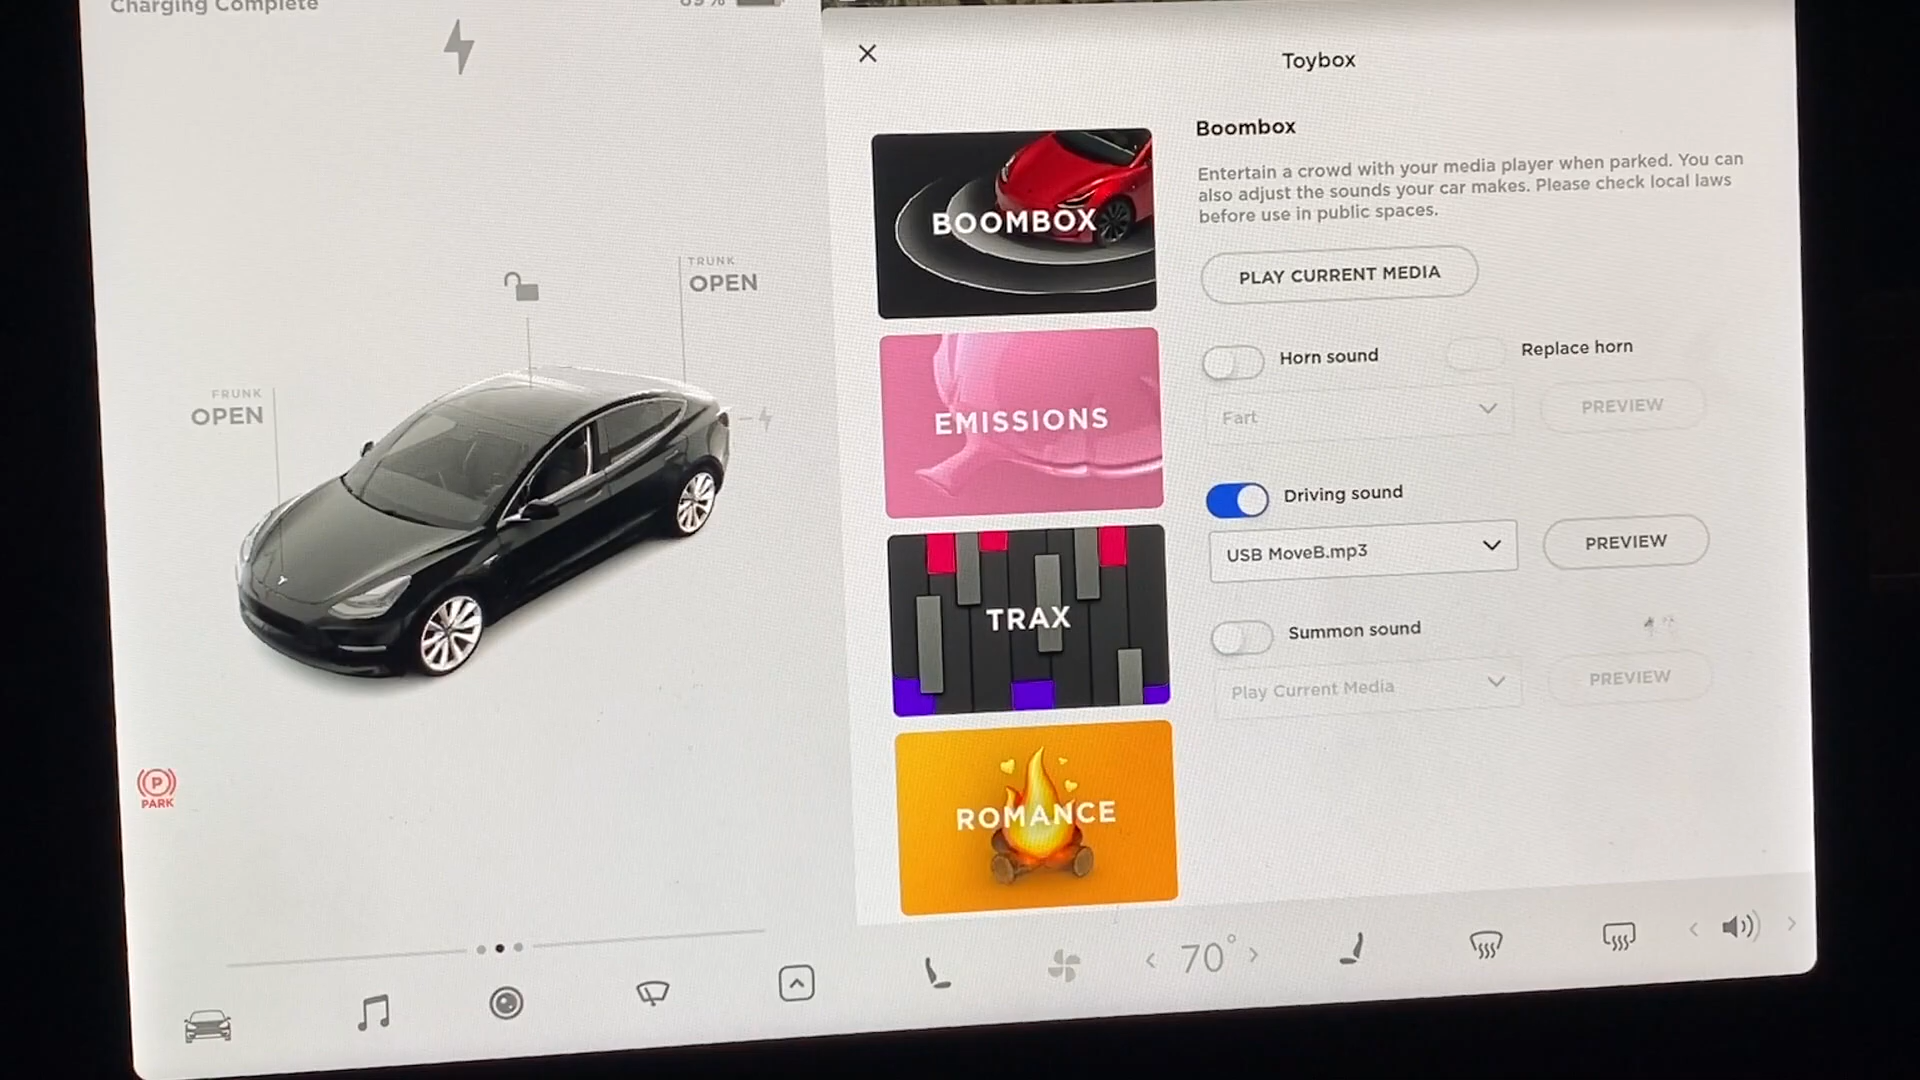 Charging Complete
Toybox
Boombox
Entertain a crowd with your media player when parked. You can
also adjust the sounds your car makes. Please check local laws
before use in public spaces.
BOOMBOX
PLAY CURRENT MEDIA
TRUNK
OPEN
Horn sound
Replace horn
FRUNK
OPEN
EMISSIONS
Fart
PREVIEW
Driving sound
USB MoveB.mp3
PREVIEW
TRAX
Summon sound
Play Current Media
PREVIEW
P
PARK
ROMANCE
70°